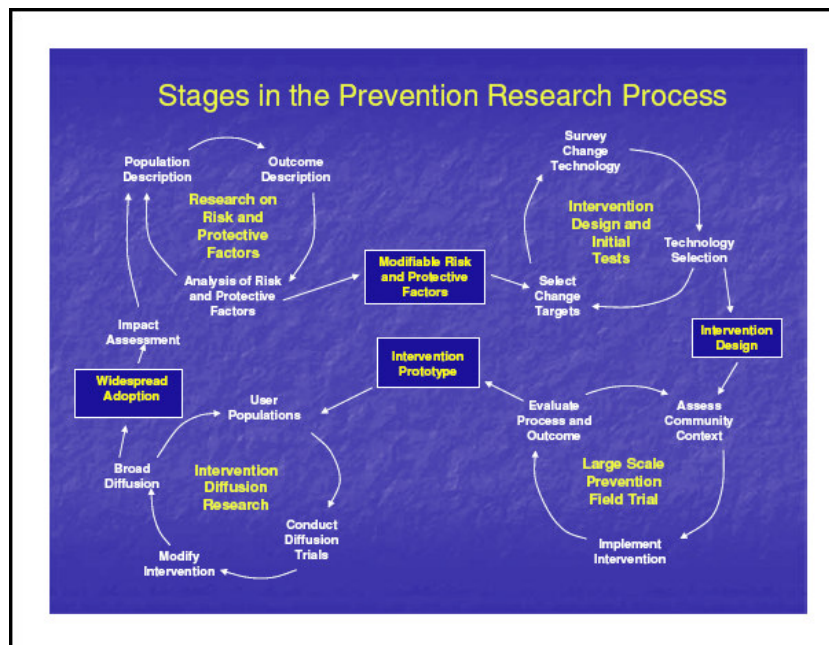 Stages in the Prevention Research Process
Population
Description
Outcome
Description
Research on
Risk and
Protective
Factors
Analysis of Risk
and Protective
Factors
Modifiable Risk
and Protective
Factors
Survey
Change
Technology
Intervention
Design and
Initial
Tests
Technology
Selection
Select
Change
Targets
Intervention
Design
Assess
Community
Context
Large Scale
Prevention
Field Trial
Implement
Intervention
Evaluate
Process and
Outcome
Intervention
Prototype
User
Populations
Intervention
Diffusion
Research
Conduct
Diffusion
Trials
Modify
Intervention
Broad
Diffusion
Widespread
Adoption
Impact
Assessment